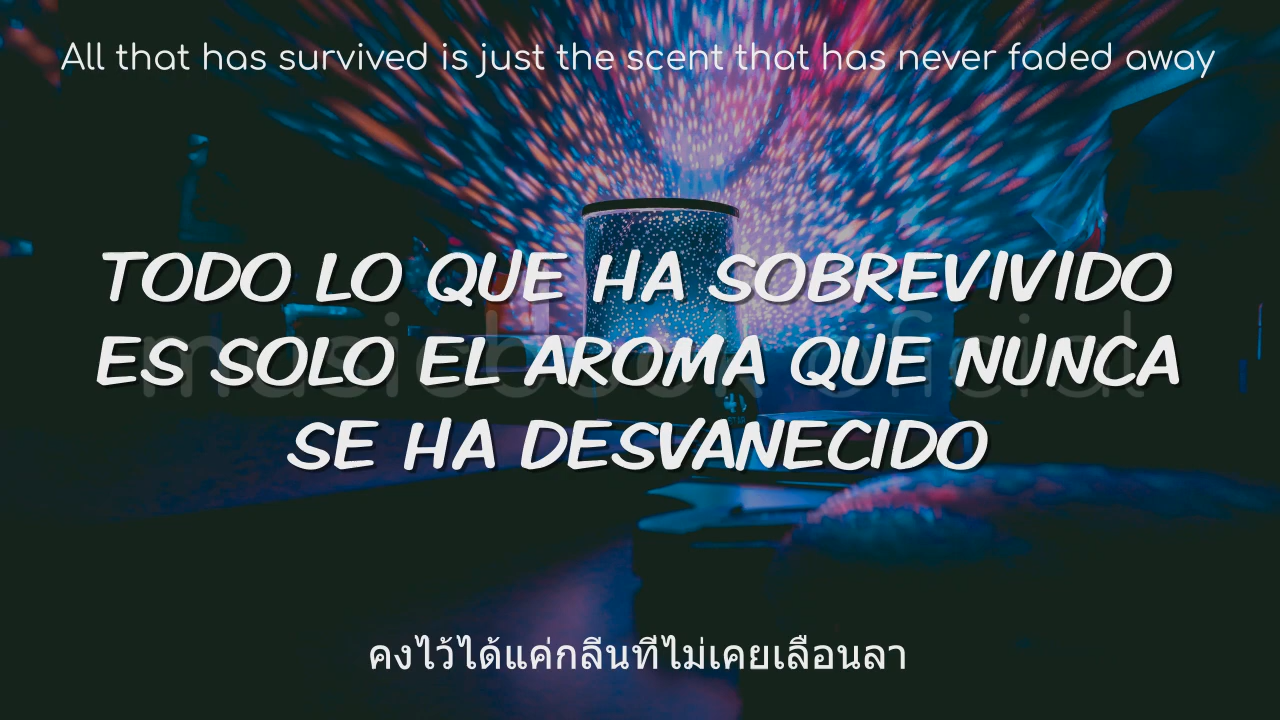 All that has survived is just the scent that has never faded away
TODO LO QUE HA SOBREVIVIDO
musicbook oficial
ES SOLO EL AROMA QUE NUNCA
SE HA DESVANECIDO
คงไว้ได้แค่กลิ่นที่ไม่เคยเลือนลา